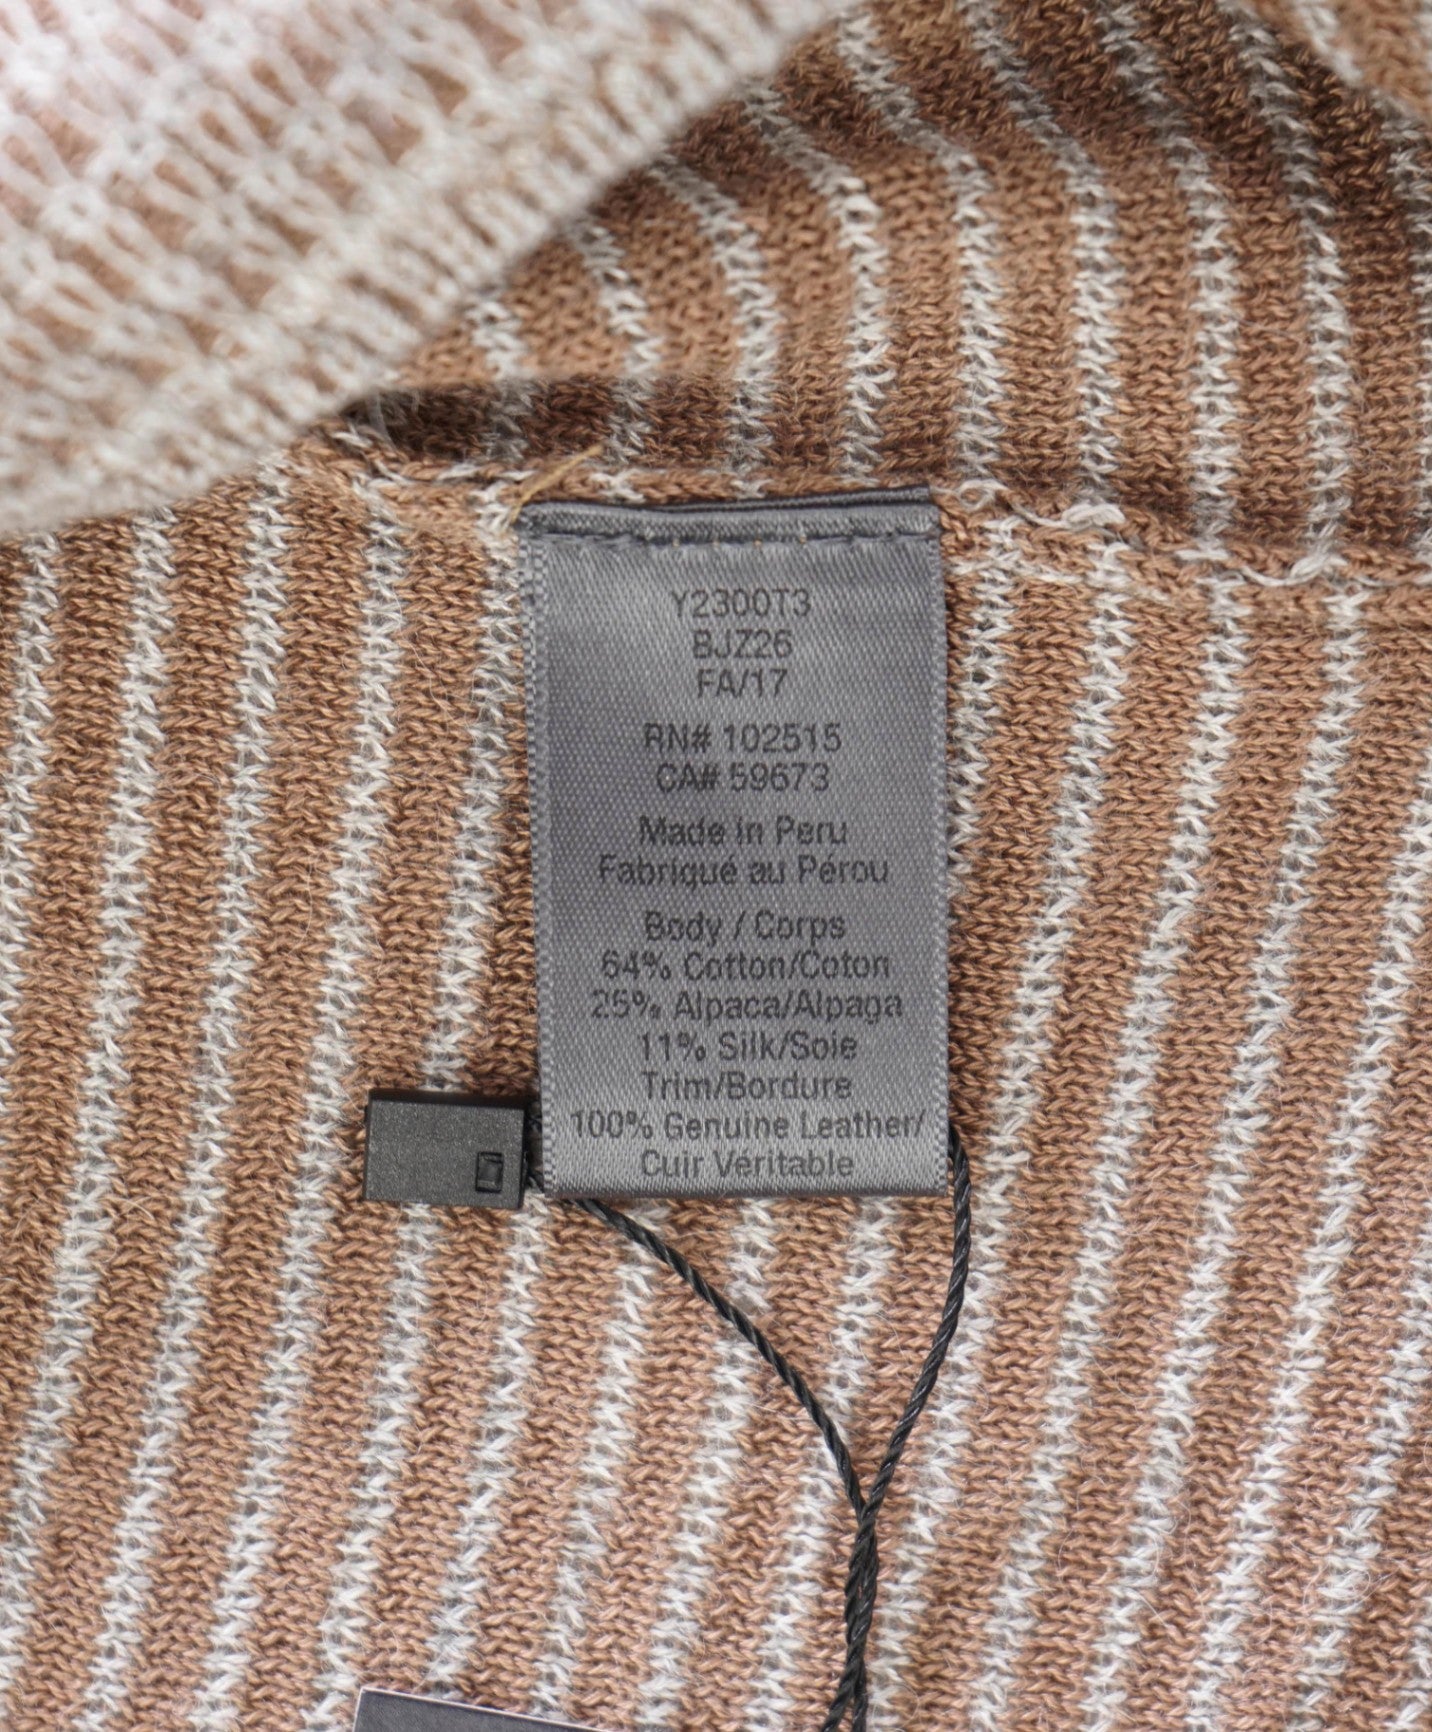 Y2300T3
BJZ26
FA/17
RN# 102515
CA# 59673
Made in Peru
Fabriqué au Pérou
Body / Corps
64% Cotton/Coton
25% Alpaca/Alpaga
11% Silk/Soie
Trim/Bordure
100% Genuine Leather/
Cuir Véritable